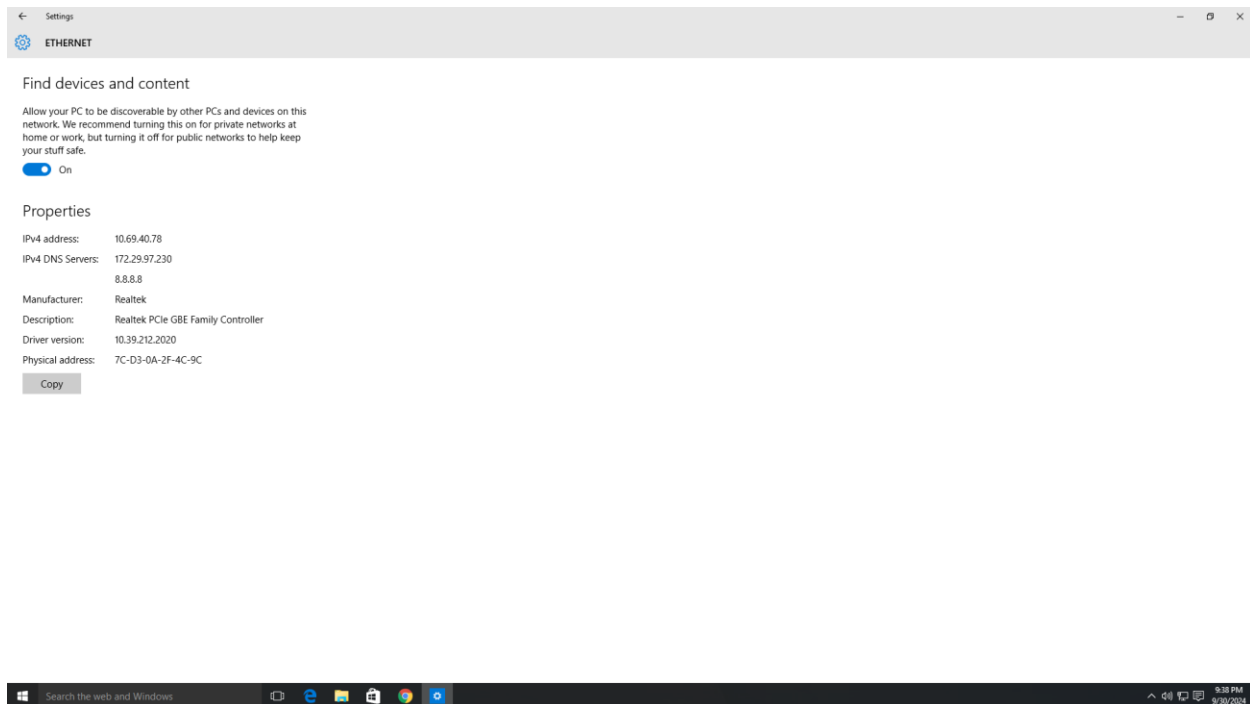 Settings
ETHERNET
Find devices and content
Allow your PC to be discoverable by other PCs and devices on this
network. We recommend turning this on for private networks at
home or work, but turning it off for public networks to help keep
your stuff safe.
On
Properties
IPv4 address: 10.69.40.78
IPv4 DNS Servers: 172.29.97.230
8.8.8.8
Manufacturer: Realtek
Description: Realtek PCIe GBE Family Controller
Driver version: 10.39.212.2020
Physical address: 7C-D3-0A-2F-4C-9C
Copy
Search the web and Windows
9:38 PM
9/30/2024